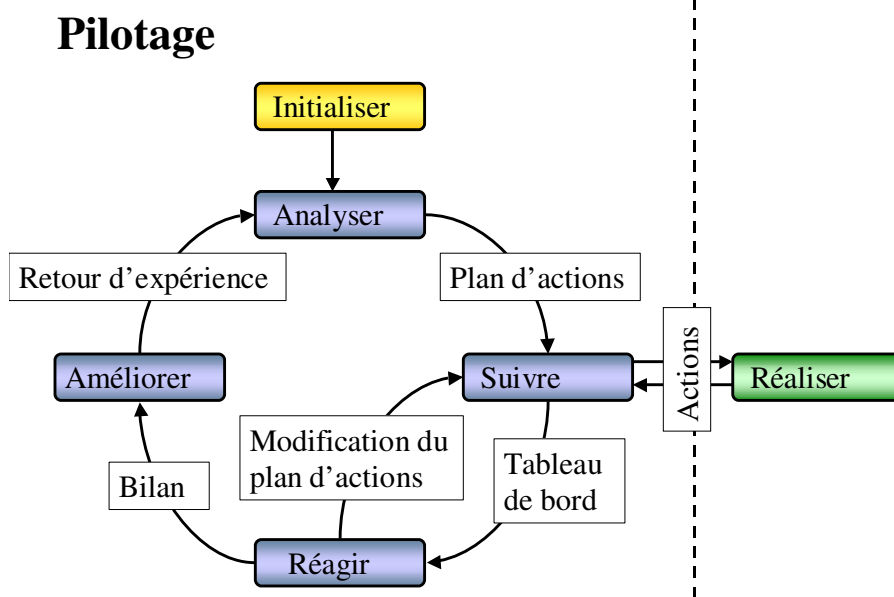 Pilotage
Initialiser
Analyser
Retour d’expérience
Plan d’actions
Actions
Améliorer
Suivre
Réaliser
Modification du
plan d’actions
Tableau
de bord
Bilan
Réagir